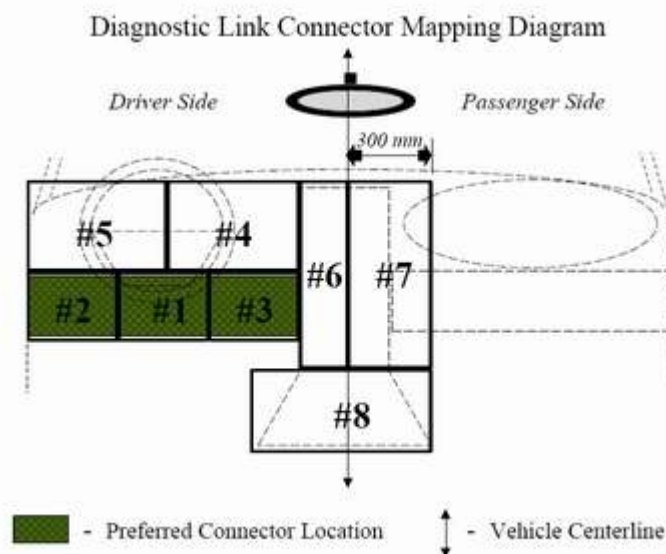 Diagnostic Link Connector Mapping Diagram
Driver Side
Passenger Side
300 mm
#5
#4
#6
#7
#2
#1
#3
#8
- Preferred Connector Location
- Vehicle Centerline